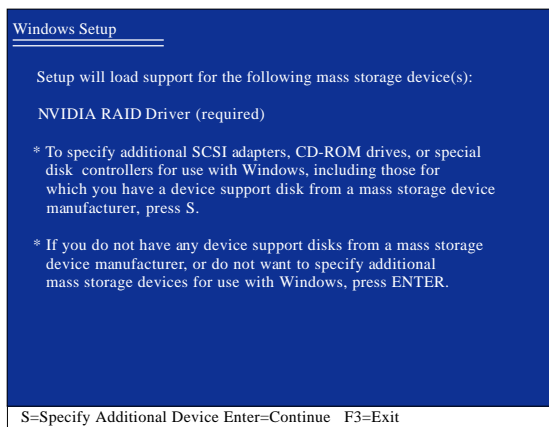 Windows Setup
Setup will load support for the following mass storage device(s):
NVIDIA RAID Driver (required)
* To specify additional SCSI adapters, CD-ROM drives, or special
disk controllers for use with Windows, including those for
which you have a device support disk from a mass storage device
manufacturer, press S.
* If you do not have any device support disks from a mass storage
device manufacturer, or do not want to specify additional
mass storage devices for use with Windows, press ENTER.
S=Specify Additional Device Enter=Continue F3=Exit